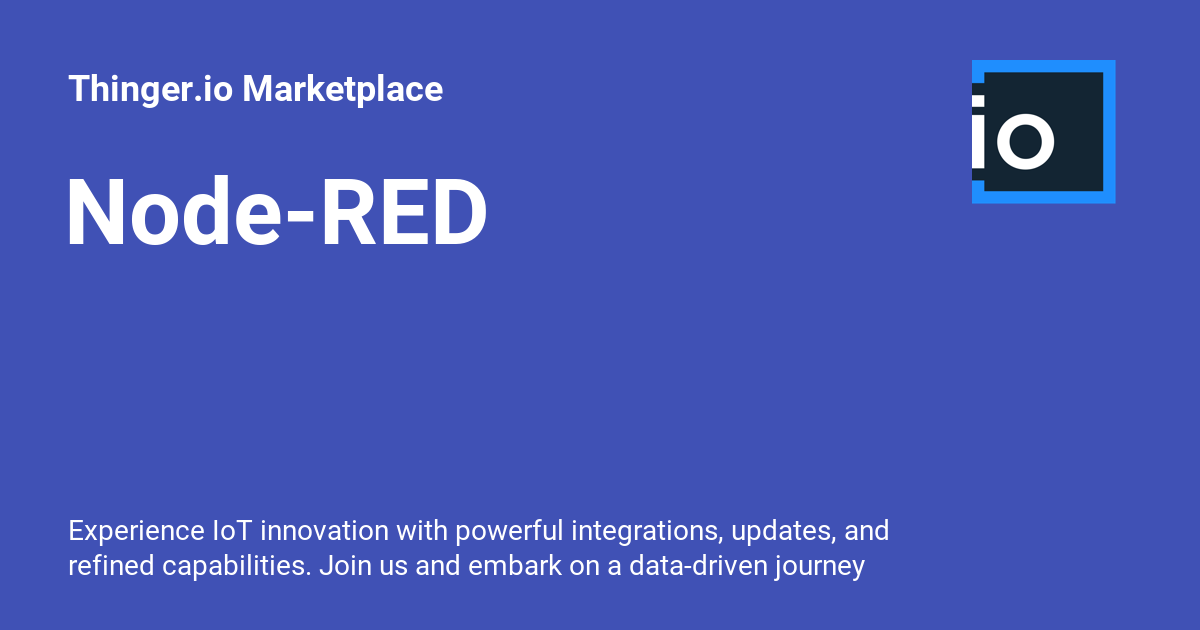 Thinger.io Marketplace
io
Node-RED
Experience IoT innovation with powerful integrations, updates, and
refined capabilities. Join us and embark on a data-driven journey